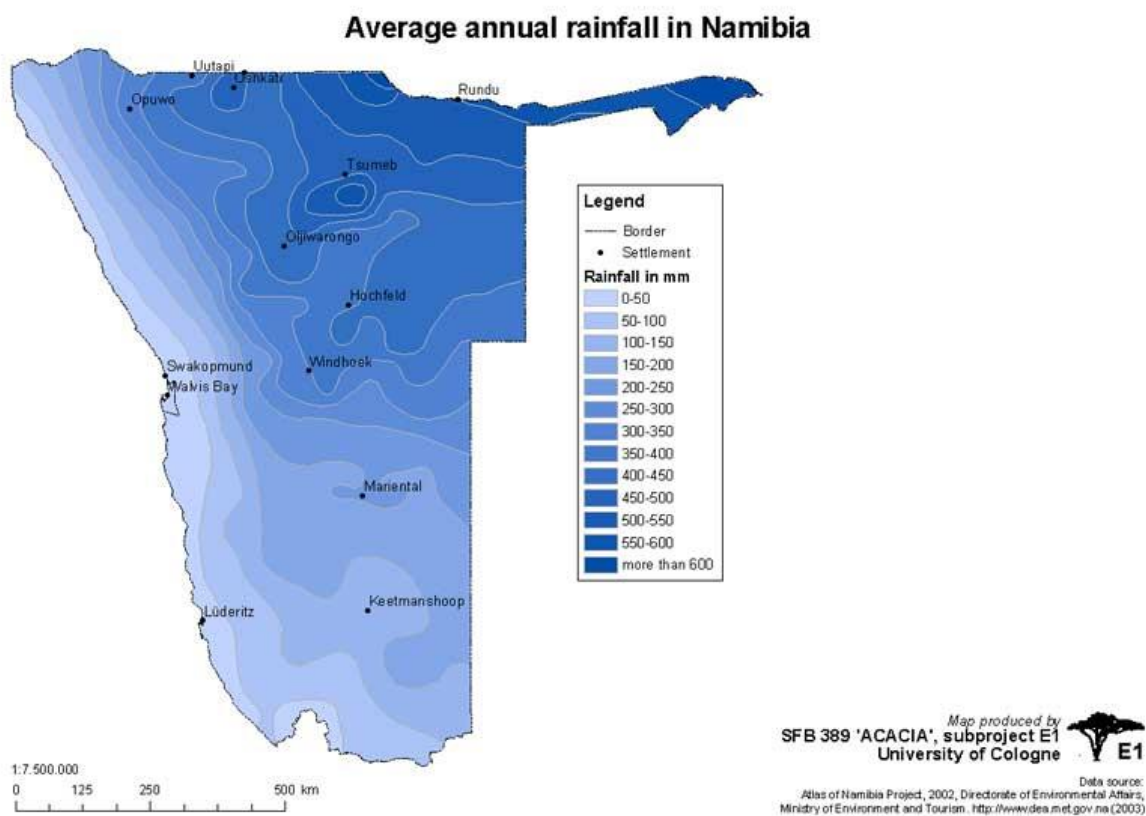 Average annual rainfall in Namibia
Uutapi
Oshkati
Opuwo
Rundu
Tsumeb
Otjiwarongo
Hochfeld
Windhoek
Swakopmund
Walvis Bay
Mariental
Keetmanshoop
Lüderitz
Legend
Border
Settlement
Rainfall in mm
0-50
50-100
100-150
150-200
200-250
250-300
300-350
350-400
400-450
450-500
500-550
550-600
more than 600
1:7.500.000
0 125 250 500 km
Map produced by
SFB 389 'ACACIA', subproject E1
University of Cologne
E1
Data source:
Atlas of Namibia Project, 2002, Directorate of Environmental Affairs,
Ministry of Environment and Tourism. http://www.dea.met.gov.na (2003)